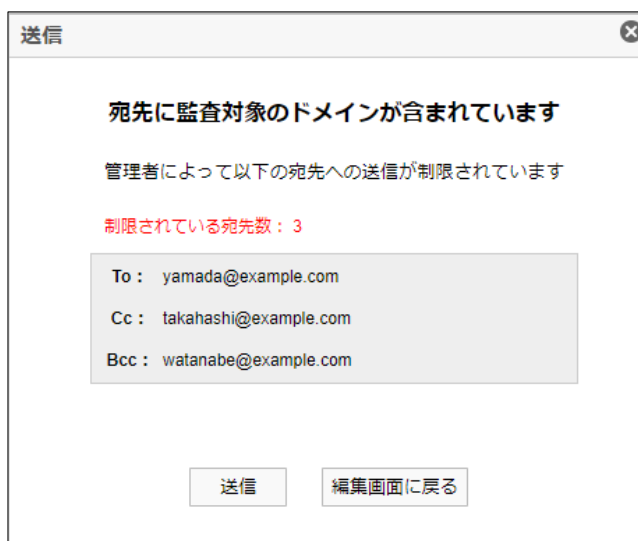 送信
宛先に監査対象のドメインが含まれています
管理者によって以下の宛先への送信が制限されています
制限されている宛先数： 3
To： yamada@example.com
Cc： takahashi@example.com
Bcc： watanabe@example.com
送信 編集画面に戻る